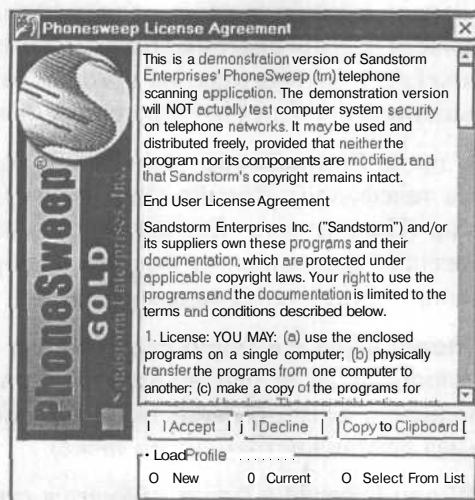 Phonesweep License Agreement
This is a demonstration version of Sandstorm
Enterprises' PhoneSweep (tm) telephone
scanning application. The demonstration version
will NOT actually test computer system security
on telephone networks. It may be used and
distributed freely, provided that neither the
program nor its components are modified, and
that Sandstorm's copyright remains intact.
End User License Agreement
Sandstorm Enterprises Inc. ("Sandstorm") and/or
its suppliers own these programs and their
documentation, which are protected under
applicable copyright laws. Your right to use the
programs and the documentation is limited to the
terms and conditions described below.
1. License: YOU MAY: (a) use the enclosed
programs on a single computer; (b) physically
transfer the programs from one computer to
another; (c) make a copy of the programs for
PhoneSweep®
GOLD
Sandstorm Enterprises, Inc.
Accept Decline Copy to Clipboard
Load Profile
New Current Select From List